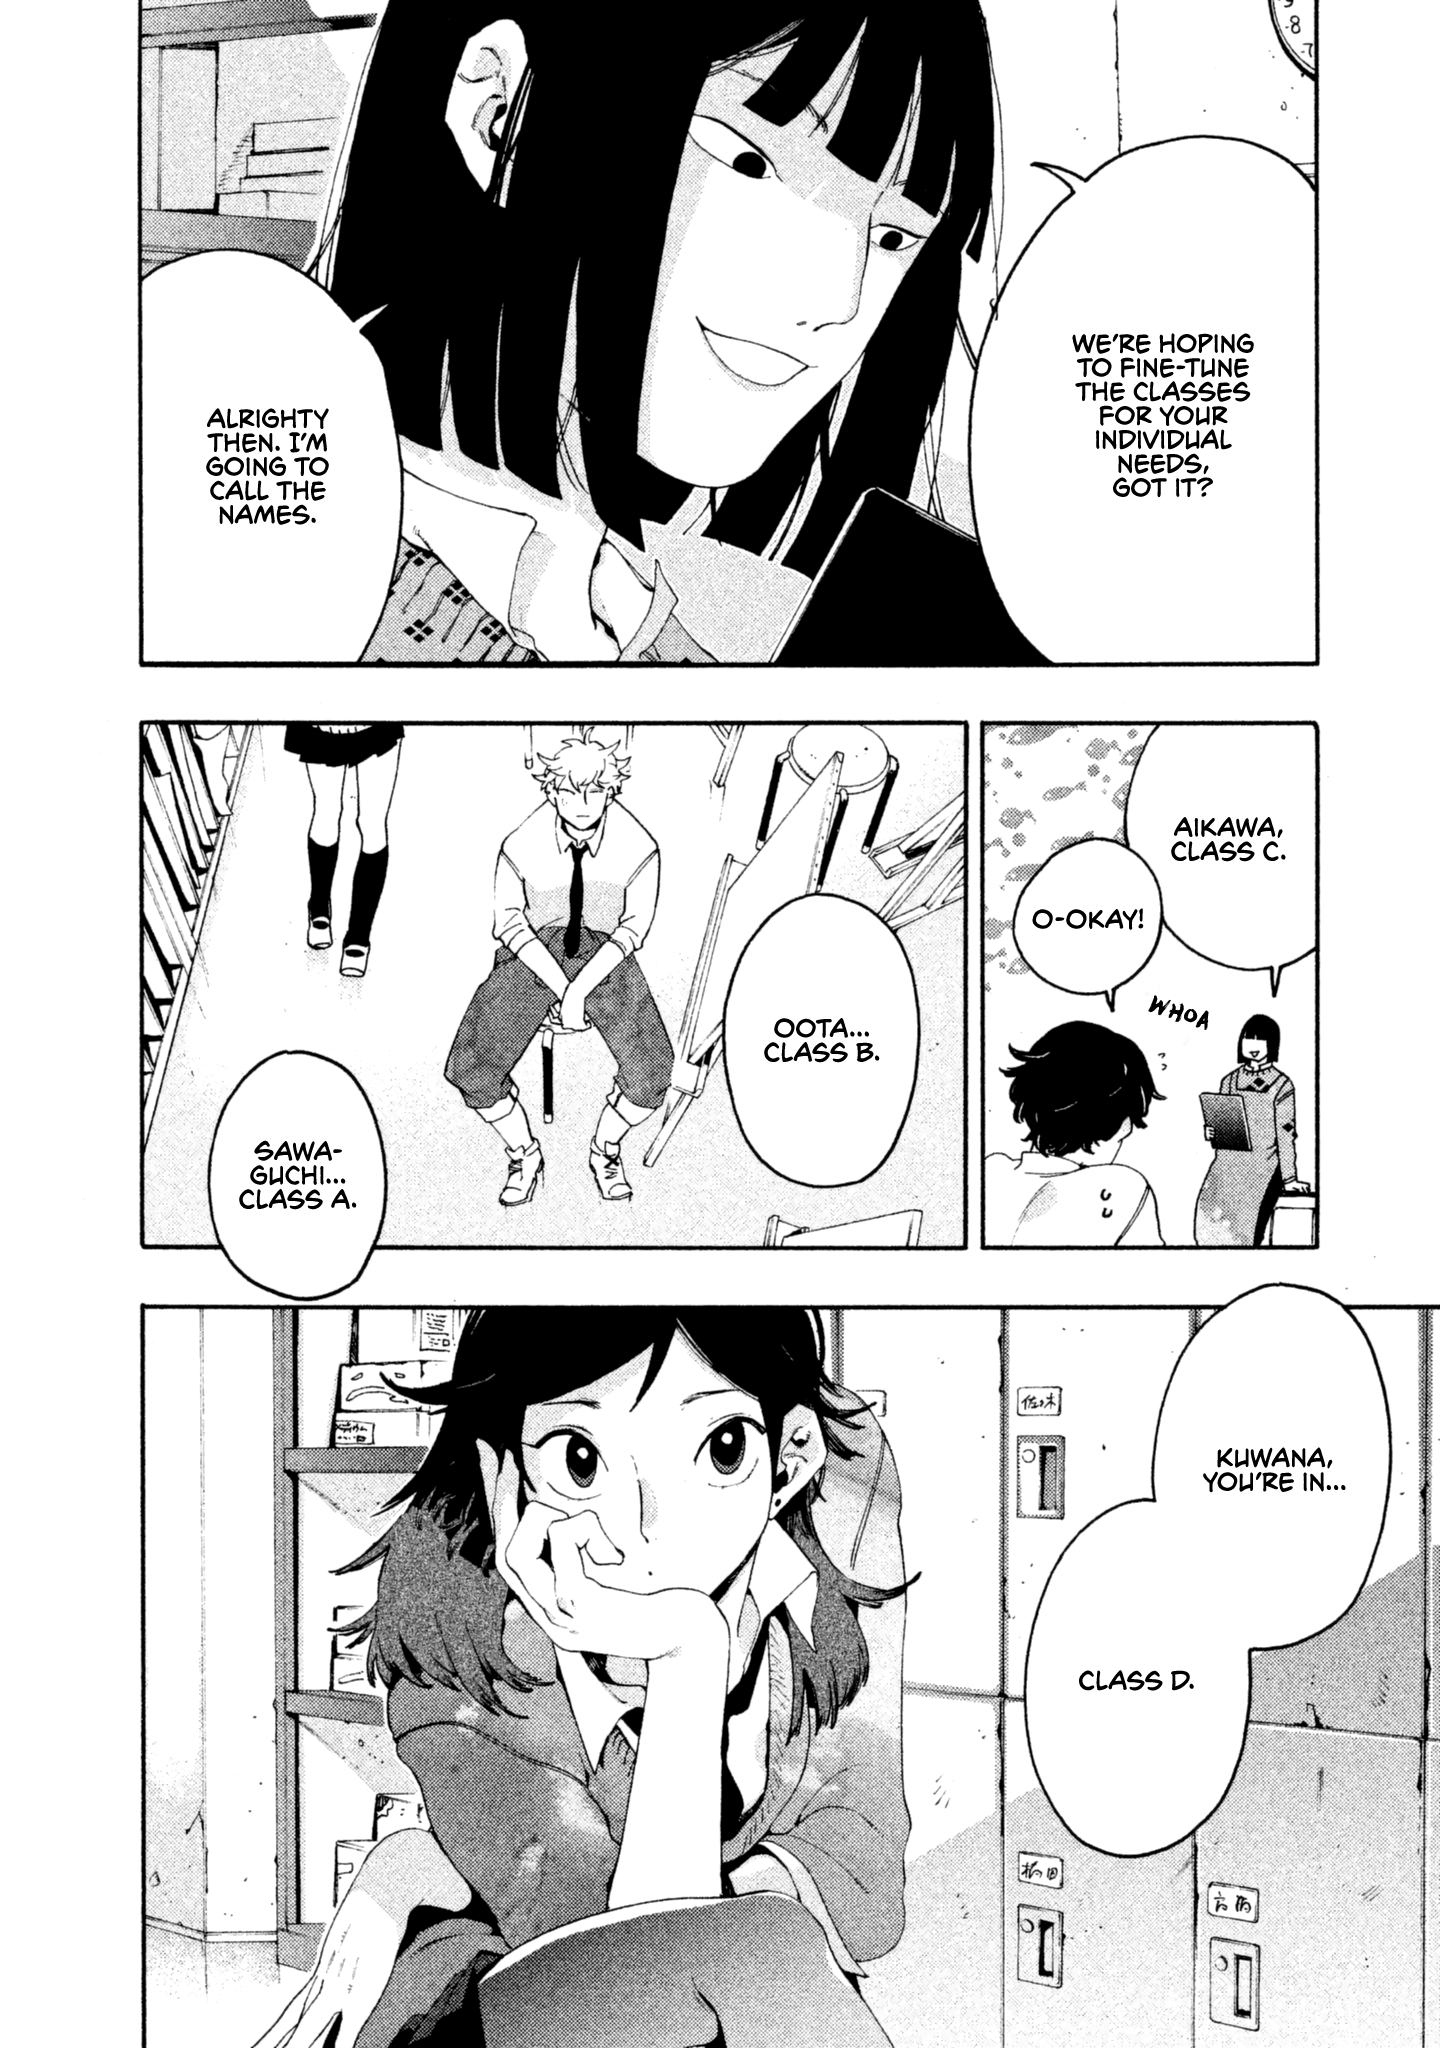 -8
-7
WE'RE HOPING
TO FINE-TUNE
THE CLASSES
FOR YOUR
INDIVIDUAL
NEEDS,
GOT IT?
ALRIGHTY
THEN. I'M
GOING TO
CALL THE
NAMES.
AIKAWA,
CLASS C.
O-OKAY!
WHOA
OOTA...
CLASS B.
SAWA-
GUCHI...
CLASS A.
KUWANA,
YOU'RE IN...
CLASS D.
佐々木